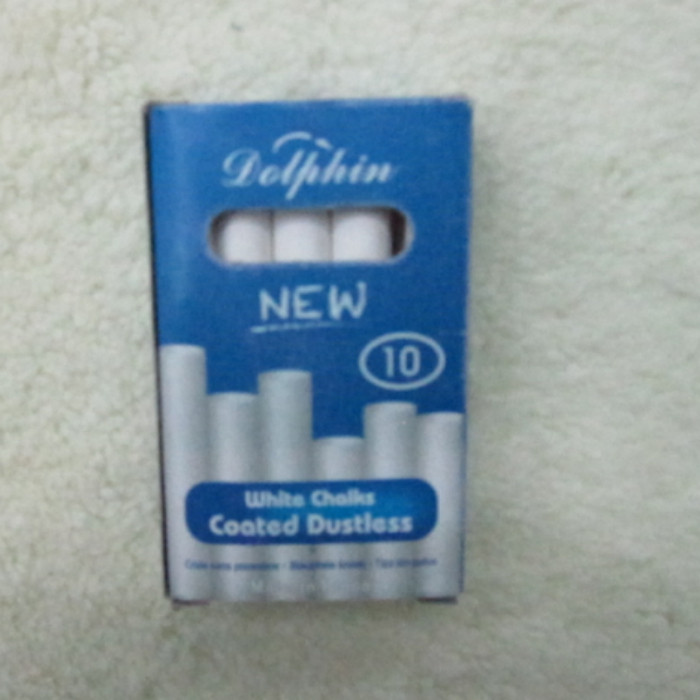 Dolphin
NEW
10
White Chalks
Coated Dustless